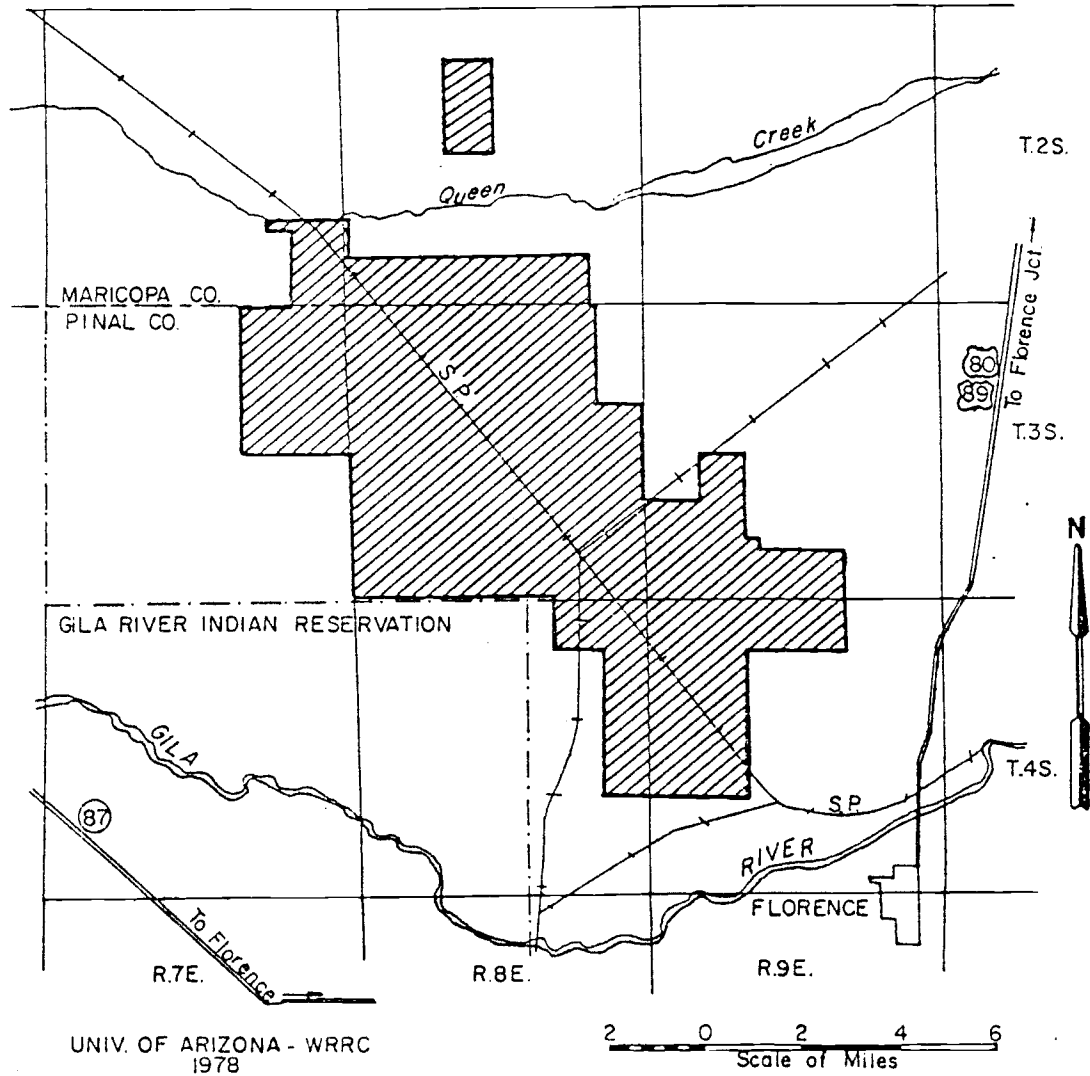 Queen
Creek
T.2S.
MARICOPA CO.
PINAL CO.
S.P.
To Florence Jct.
80
89
T.3S.
N
GILA RIVER INDIAN RESERVATION
GILA
T.4S.
S.P.
87
RIVER
FLORENCE
To Florence
R.7E.
R.8E.
R.9E.
UNIV. OF ARIZONA - WRRC
1978
2 0 2 4 6
Scale of Miles